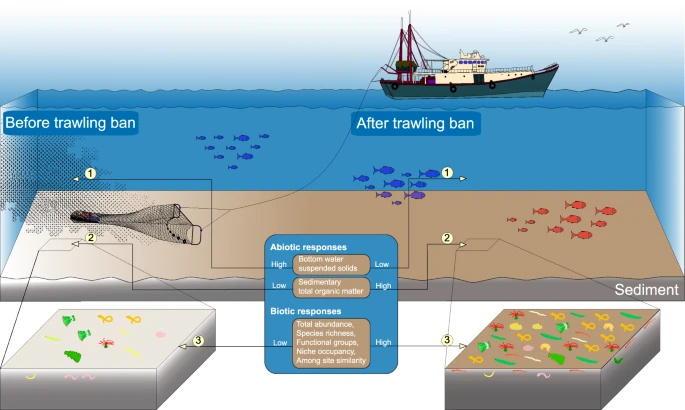 Before trawling ban
After trawling ban
1
1
2
2
Abiotic responses
High
Bottom water
suspended solids
Low
Low
Sedimentary
total organic matter
High
Sediment
Biotic responses
Low
Total abundance,
Species richness,
Functional groups,
Niche occupancy,
Among site similarity
High
3
3